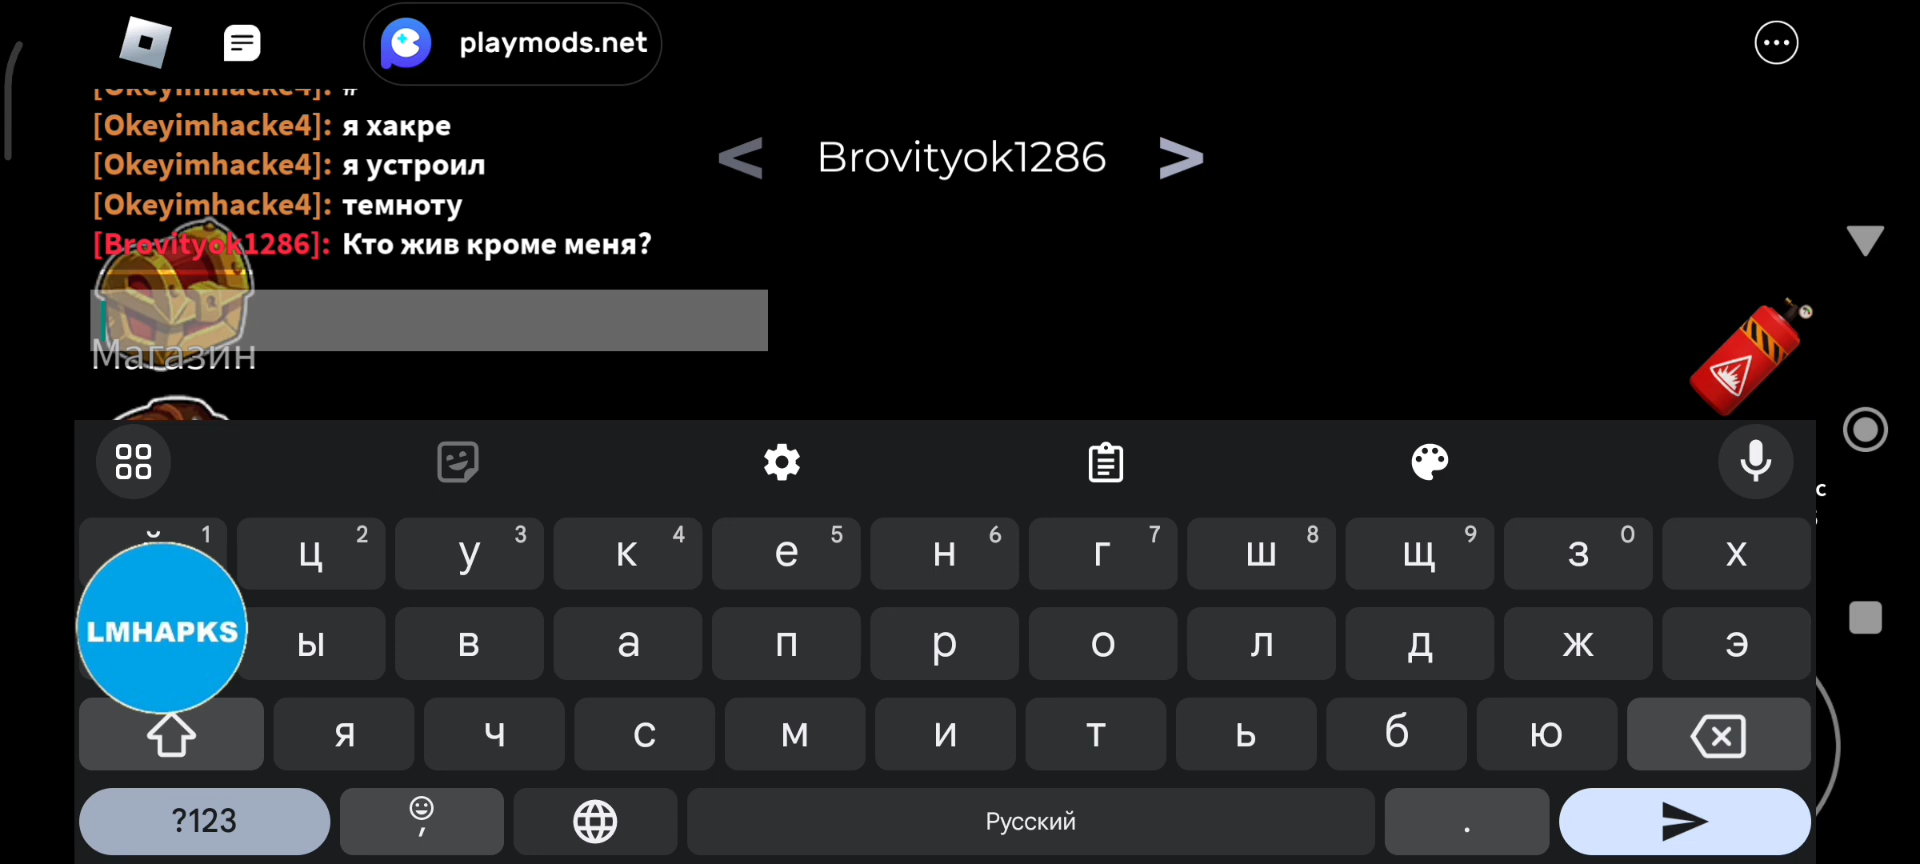 playmods.net
[Okeyimhacke4]: #
[Okeyimhacke4]: я хакре
[Okeyimhacke4]: я устроил
[Okeyimhacke4]: темноту
[Brovityok1286]: Кто жив кроме меня?
< Brovityok1286 >
Магазин
с
й 1 ц 2 у 3 к 4 е 5 н 6 г 7 ш 8 щ 9 з 0 х
LMHAPKS
ы в а п р о л д ж э
я ч с м и т ь б ю
?123 , Русский .